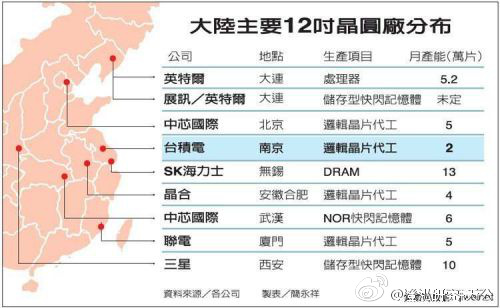 大陸主要12吋晶圓廠分布
公司 地點 生產項目 月產能(萬片)
英特爾 大連 處理器 5.2
展訊/英特爾 大連 儲存型快閃記憶體 未定
中芯國際 北京 邏輯晶片代工 5
台積電 南京 邏輯晶片代工 2
SK海力士 無錫 DRAM 13
晶合 安徽合肥 邏輯晶片代工 4
中芯國際 武漢 NOR快閃記憶體 6
聯電 廈門 邏輯晶片代工 5
三星 西安 儲存型快閃記憶體 10
資料來源/各公司 製表/簡永祥